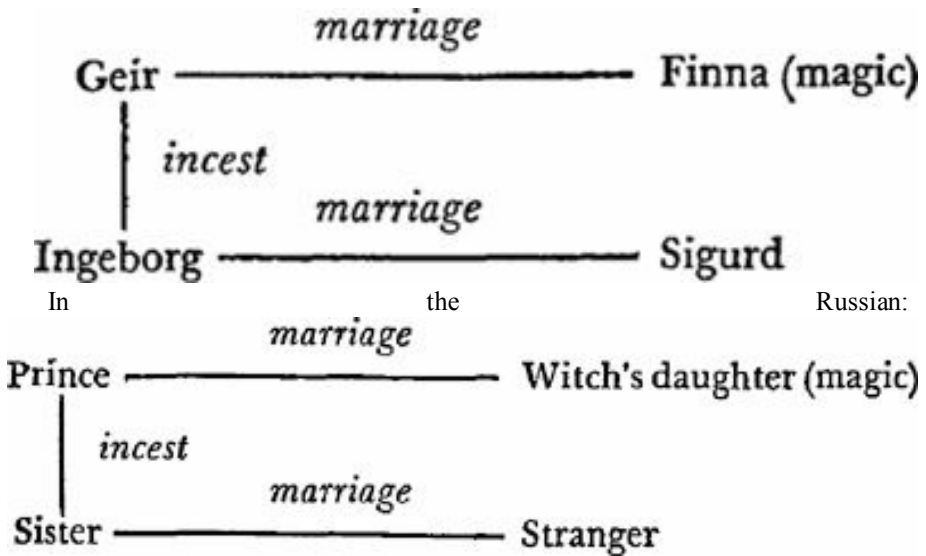 marriage
Geir Finna (magic)
incest
marriage
Ingeborg Sigurd
In the Russian:
marriage
Prince Witch's daughter (magic)
incest
marriage
Sister Stranger